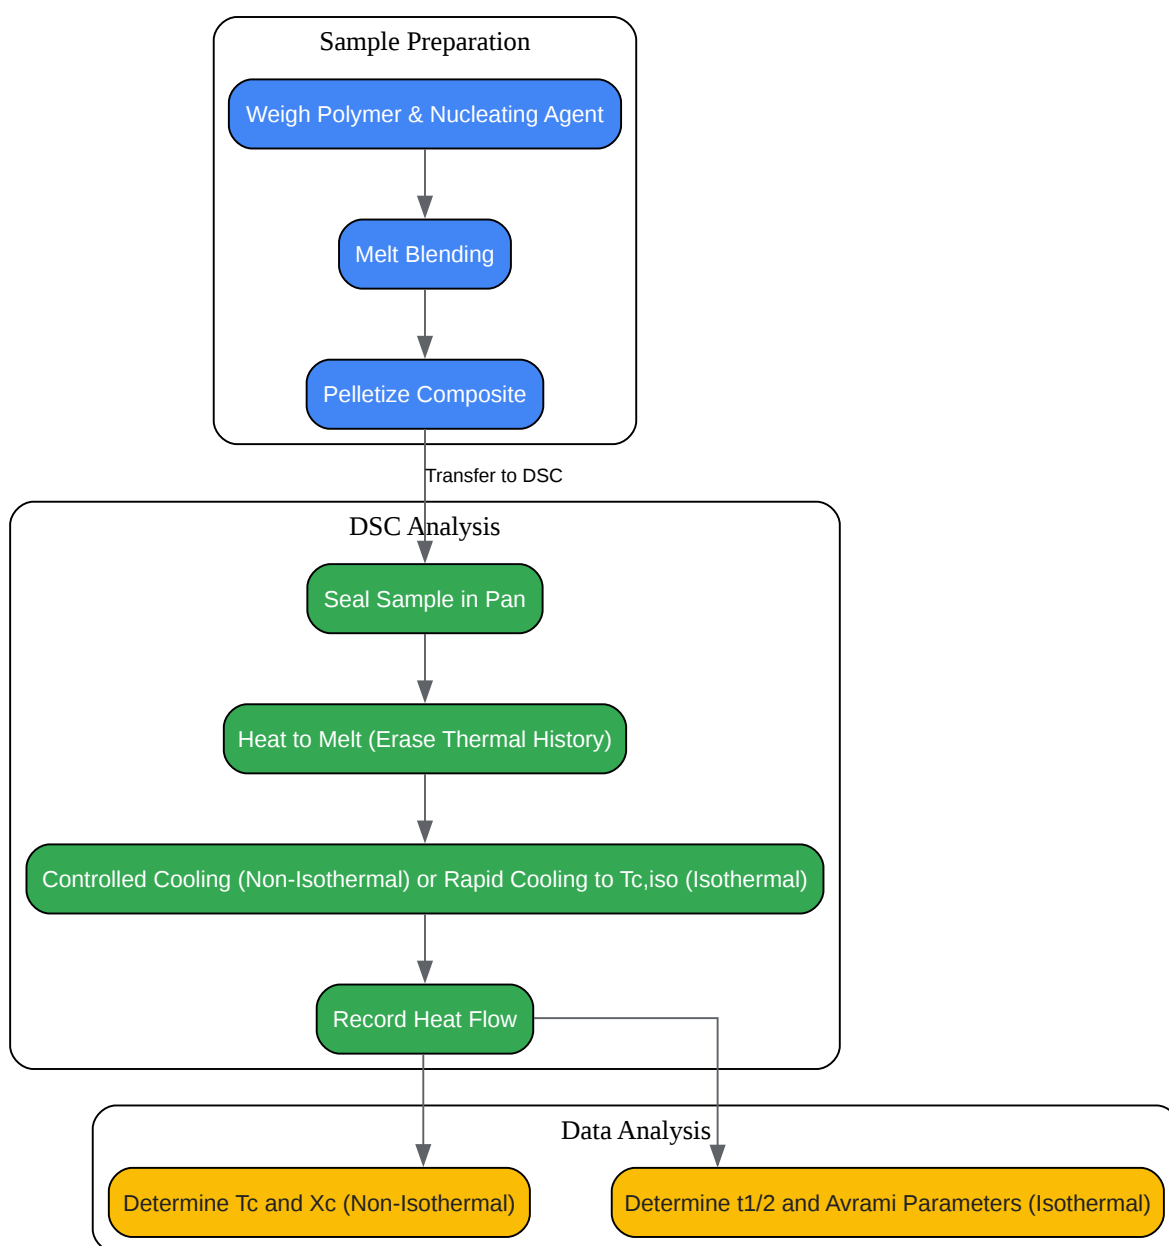 Sample Preparation
Weigh Polymer & Nucleating Agent
Melt Blending
Pelletize Composite
Transfer to DSC
DSC Analysis
Seal Sample in Pan
Heat to Melt (Erase Thermal History)
Controlled Cooling (Non-Isothermal) or Rapid Cooling to Tc,iso (Isothermal)
Record Heat Flow
Data Analysis
Determine Tc and Xc (Non-Isothermal)
Determine t1/2 and Avrami Parameters (Isothermal)